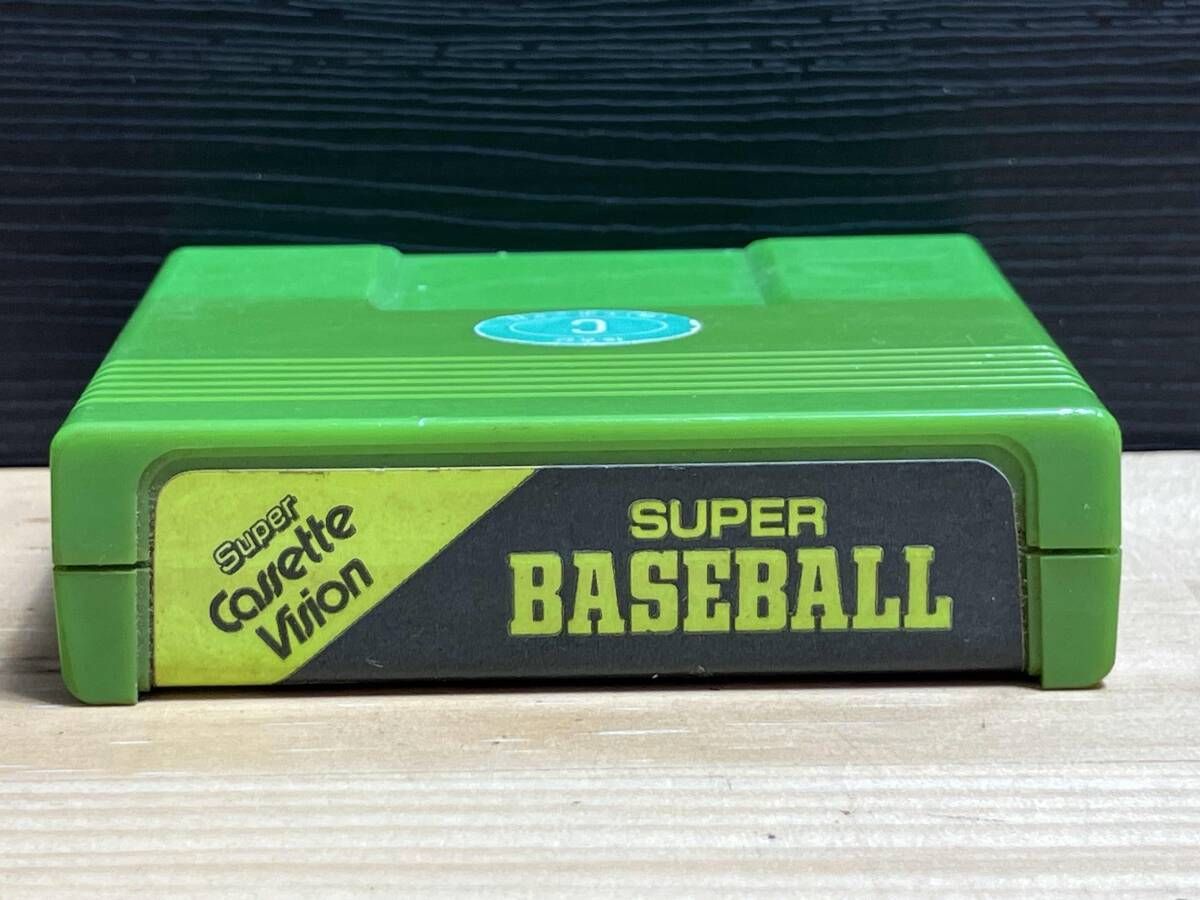 Super
Cassette
Vision
SUPER
BASEBALL